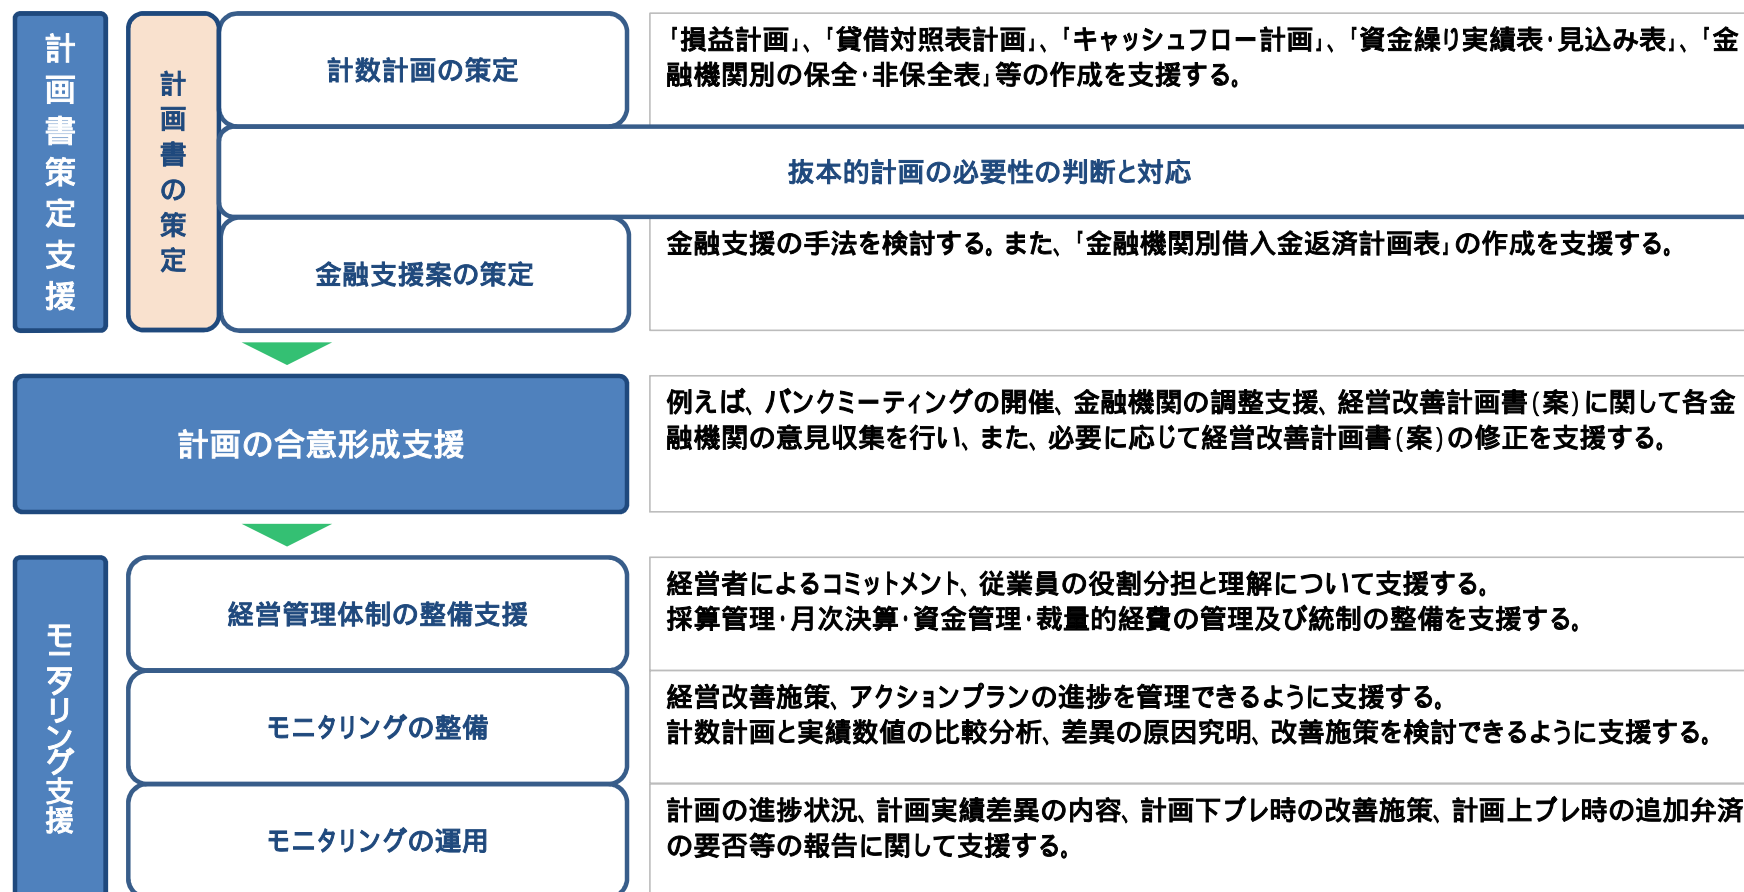 計画書策定支援
計画書の策定
計数計画の策定
「損益計画」、「貸借対照表計画」、「キャッシュフロー計画」、「資金繰り実績表・見込み表」、「金
融機関別の保全・非保全表」等の作成を支援する。
抜本的計画の必要性の判断と対応
金融支援案の策定
金融支援の手法を検討する。また、「金融機関別借入金返済計画表」の作成を支援する。
計画の合意形成支援
例えば、バンクミーティングの開催、金融機関の調整支援、経営改善計画書(案)に関して各金
融機関の意見収集を行い、また、必要に応じて経営改善計画書(案)の修正を支援する。
モニタリング支援
経営管理体制の整備支援
経営者によるコミットメント、従業員の役割分担と理解について支援する。
採算管理・月次決算・資金管理・裁量的経費の管理及び統制の整備を支援する。
モニタリングの整備
経営改善施策、アクションプランの進捗を管理できるように支援する。
計数計画と実績数値の比較分析、差異の原因究明、改善施策を検討できるように支援する。
モニタリングの運用
計画の進捗状況、計画実績差異の内容、計画下ブレ時の改善施策、計画上ブレ時の追加弁済
の要否等の報告に関して支援する。